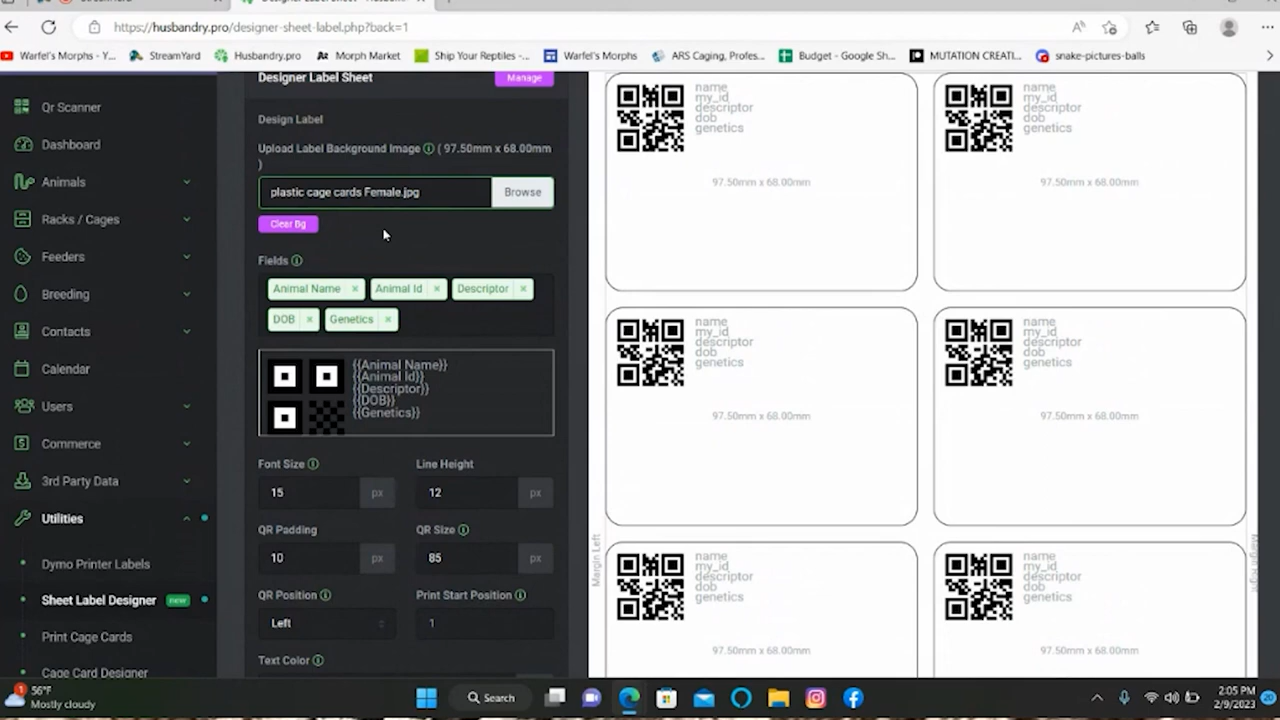 Designer Label Sheet - Husban
https://husbandry.pro/designer-sheet-label.php?back=1
Warfel's Morphs - Y...
StreamYard
Husbandry.pro
Morph Market
Ship Your Reptiles -...
Warfel's Morphs
ARS Caging, Profes...
Budget - Google Sh...
MUTATION CREATI...
snake-pictures-balls
Qr Scanner
Dashboard
Animals
Racks / Cages
Feeders
Breeding
Contacts
Calendar
Users
Commerce
3rd Party Data
Utilities
Dymo Printer Labels
Sheet Label Designer new
Print Cage Cards
Cage Card Designer
Designer Label Sheet
Manage
Design Label
Upload Label Background Image ( 97.50mm x 68.00mm
)
plastic cage cards Female.jpg
Browse
Clear Bg
Fields
Animal Name × Animal Id × Descriptor ×
DOB × Genetics ×
{{Animal Name}}
{{Animal Id}}
{{Descriptor}}
{{DOB}}
{{Genetics}}
Font Size
Line Height
15 px
12 px
QR Padding
QR Size
10 px
85 px
QR Position
Print Start Position
Left
1
Text Color
name
my_id
descriptor
dob
genetics
97.50mm x 68.00mm
name
my_id
descriptor
dob
genetics
97.50mm x 68.00mm
name
my_id
descriptor
dob
genetics
97.50mm x 68.00mm
name
my_id
descriptor
dob
genetics
97.50mm x 68.00mm
name
my_id
descriptor
dob
genetics
97.50mm x 68.00mm
name
my_id
descriptor
dob
genetics
97.50mm x 68.00mm
Margin Left
Margin Right
56°F
Mostly cloudy
Search
2:05 PM
2/9/2023
20